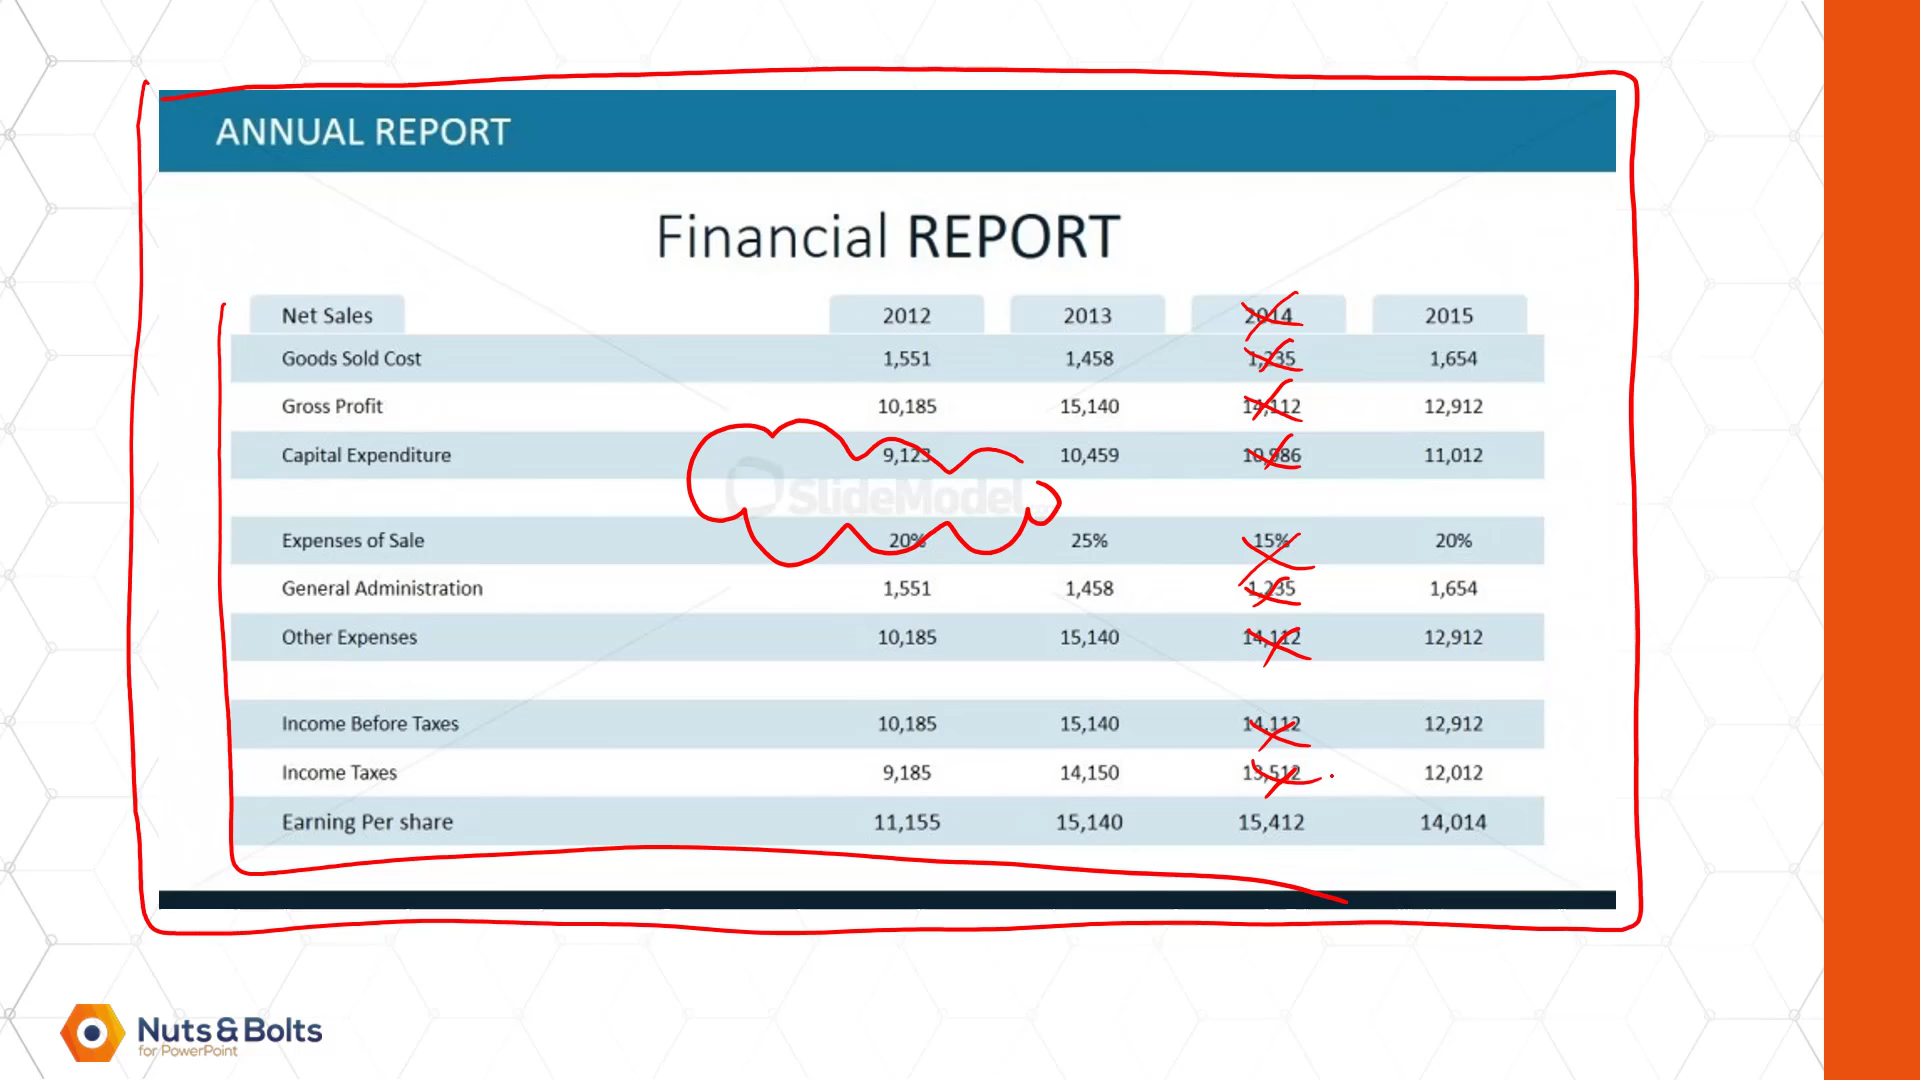 ANNUAL REPORT
Financial REPORT
Net Sales 2012 2013 2014 2015
Goods Sold Cost 1,551 1,458 1,235 1,654
Gross Profit 10,185 15,140 14,112 12,912
Capital Expenditure 9,123 10,459 10,986 11,012
SlideModel
Expenses of Sale 20% 25% 15% 20%
General Administration 1,551 1,458 1,235 1,654
Other Expenses 10,185 15,140 14,112 12,912
Income Before Taxes 10,185 15,140 14,112 12,912
Income Taxes 9,185 14,150 13,512 12,012
Earning Per share 11,155 15,140 15,412 14,014
Nuts&Bolts
for PowerPoint